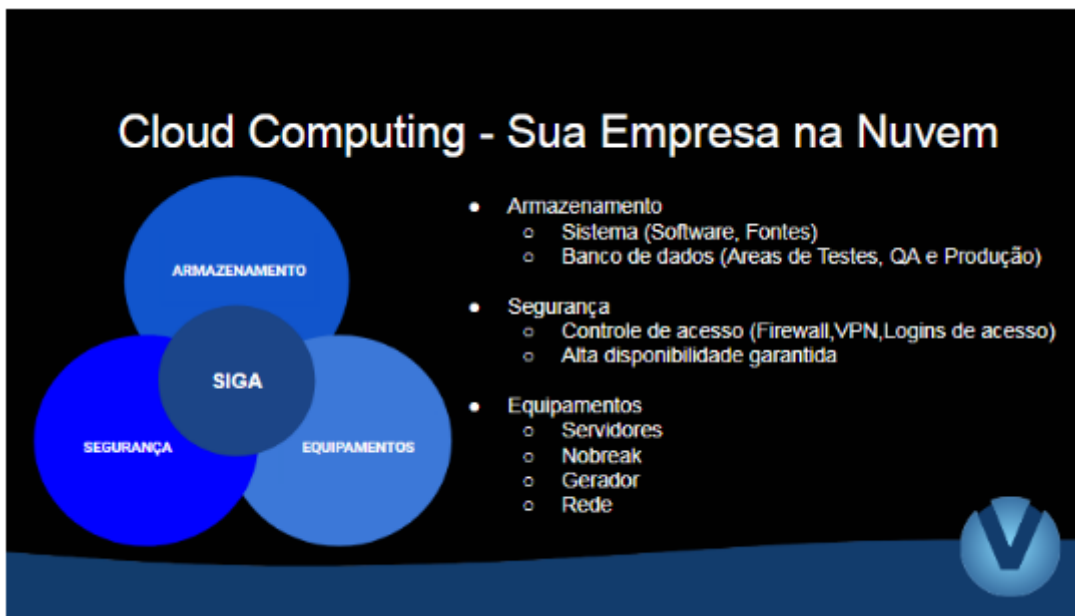 Cloud Computing - Sua Empresa na Nuvem
ARMAZENAMENTO
SIGA
SEGURANÇA
EQUIPAMENTOS
● Armazenamento
○ Sistema (Software, Fontes)
○ Banco de dados (Areas de Testes, QA e Produção)
● Segurança
○ Controle de acesso (Firewall,VPN,Logins de acesso)
○ Alta disponibilidade garantida
● Equipamentos
○ Servidores
○ Nobreak
○ Gerador
○ Rede
V